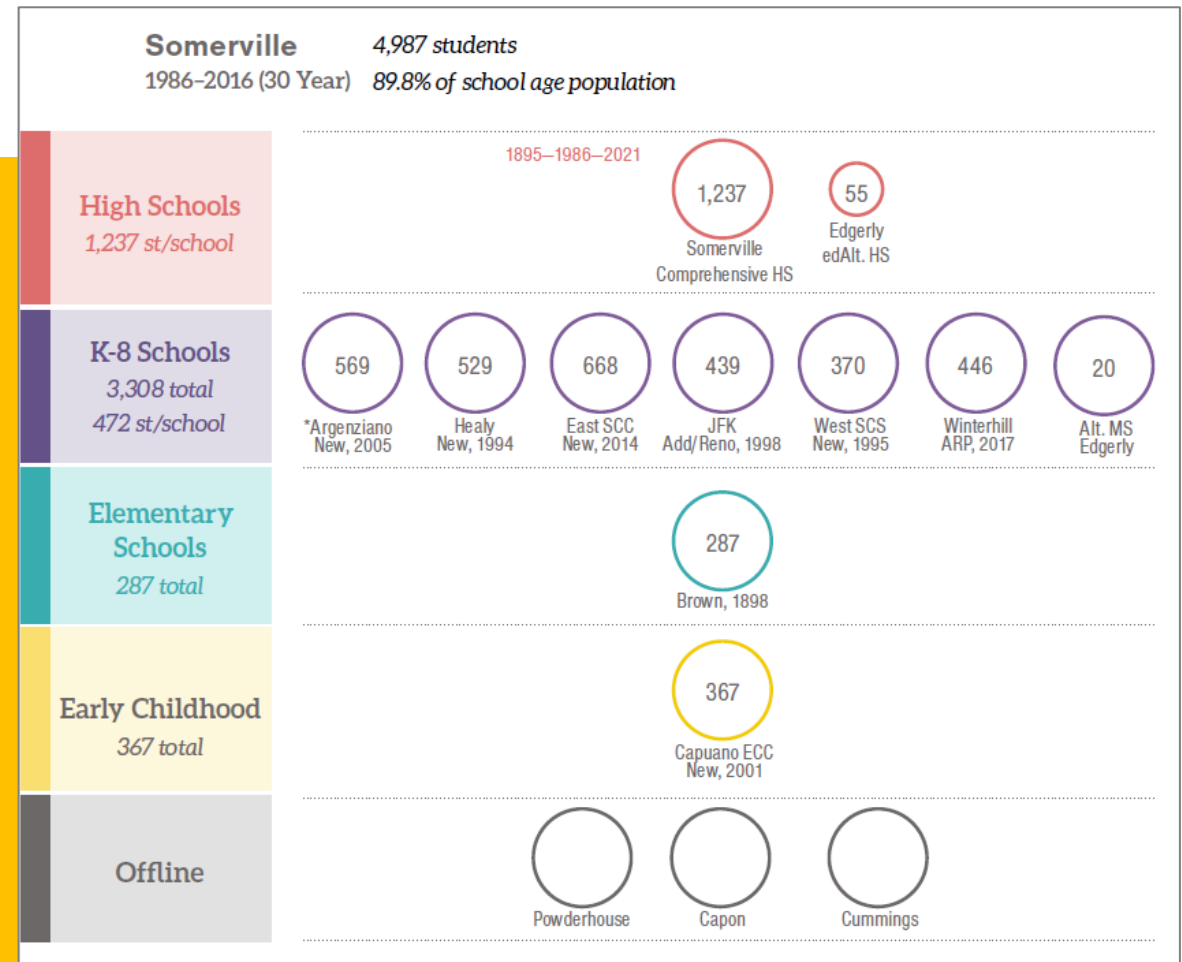 Somerville
4,987 students
1986–2016 (30 Year)
89.8% of school age population
High Schools
1,237 st/school
1895–1986–2021
1,237
Somerville
Comprehensive HS
55
Edgerly
edAlt. HS
K-8 Schools
3,308 total
472 st/school
569
*Argenziano
New, 2005
529
Healy
New, 1994
668
East SCC
New, 2014
439
JFK
Add/Reno, 1998
370
West SCS
New, 1995
446
Winterhill
ARP, 2017
20
Alt. MS
Edgerly
Elementary
Schools
287 total
287
Brown, 1898
Early Childhood
367 total
367
Capuano ECC
New, 2001
Offline
Powderhouse
Capon
Cummings